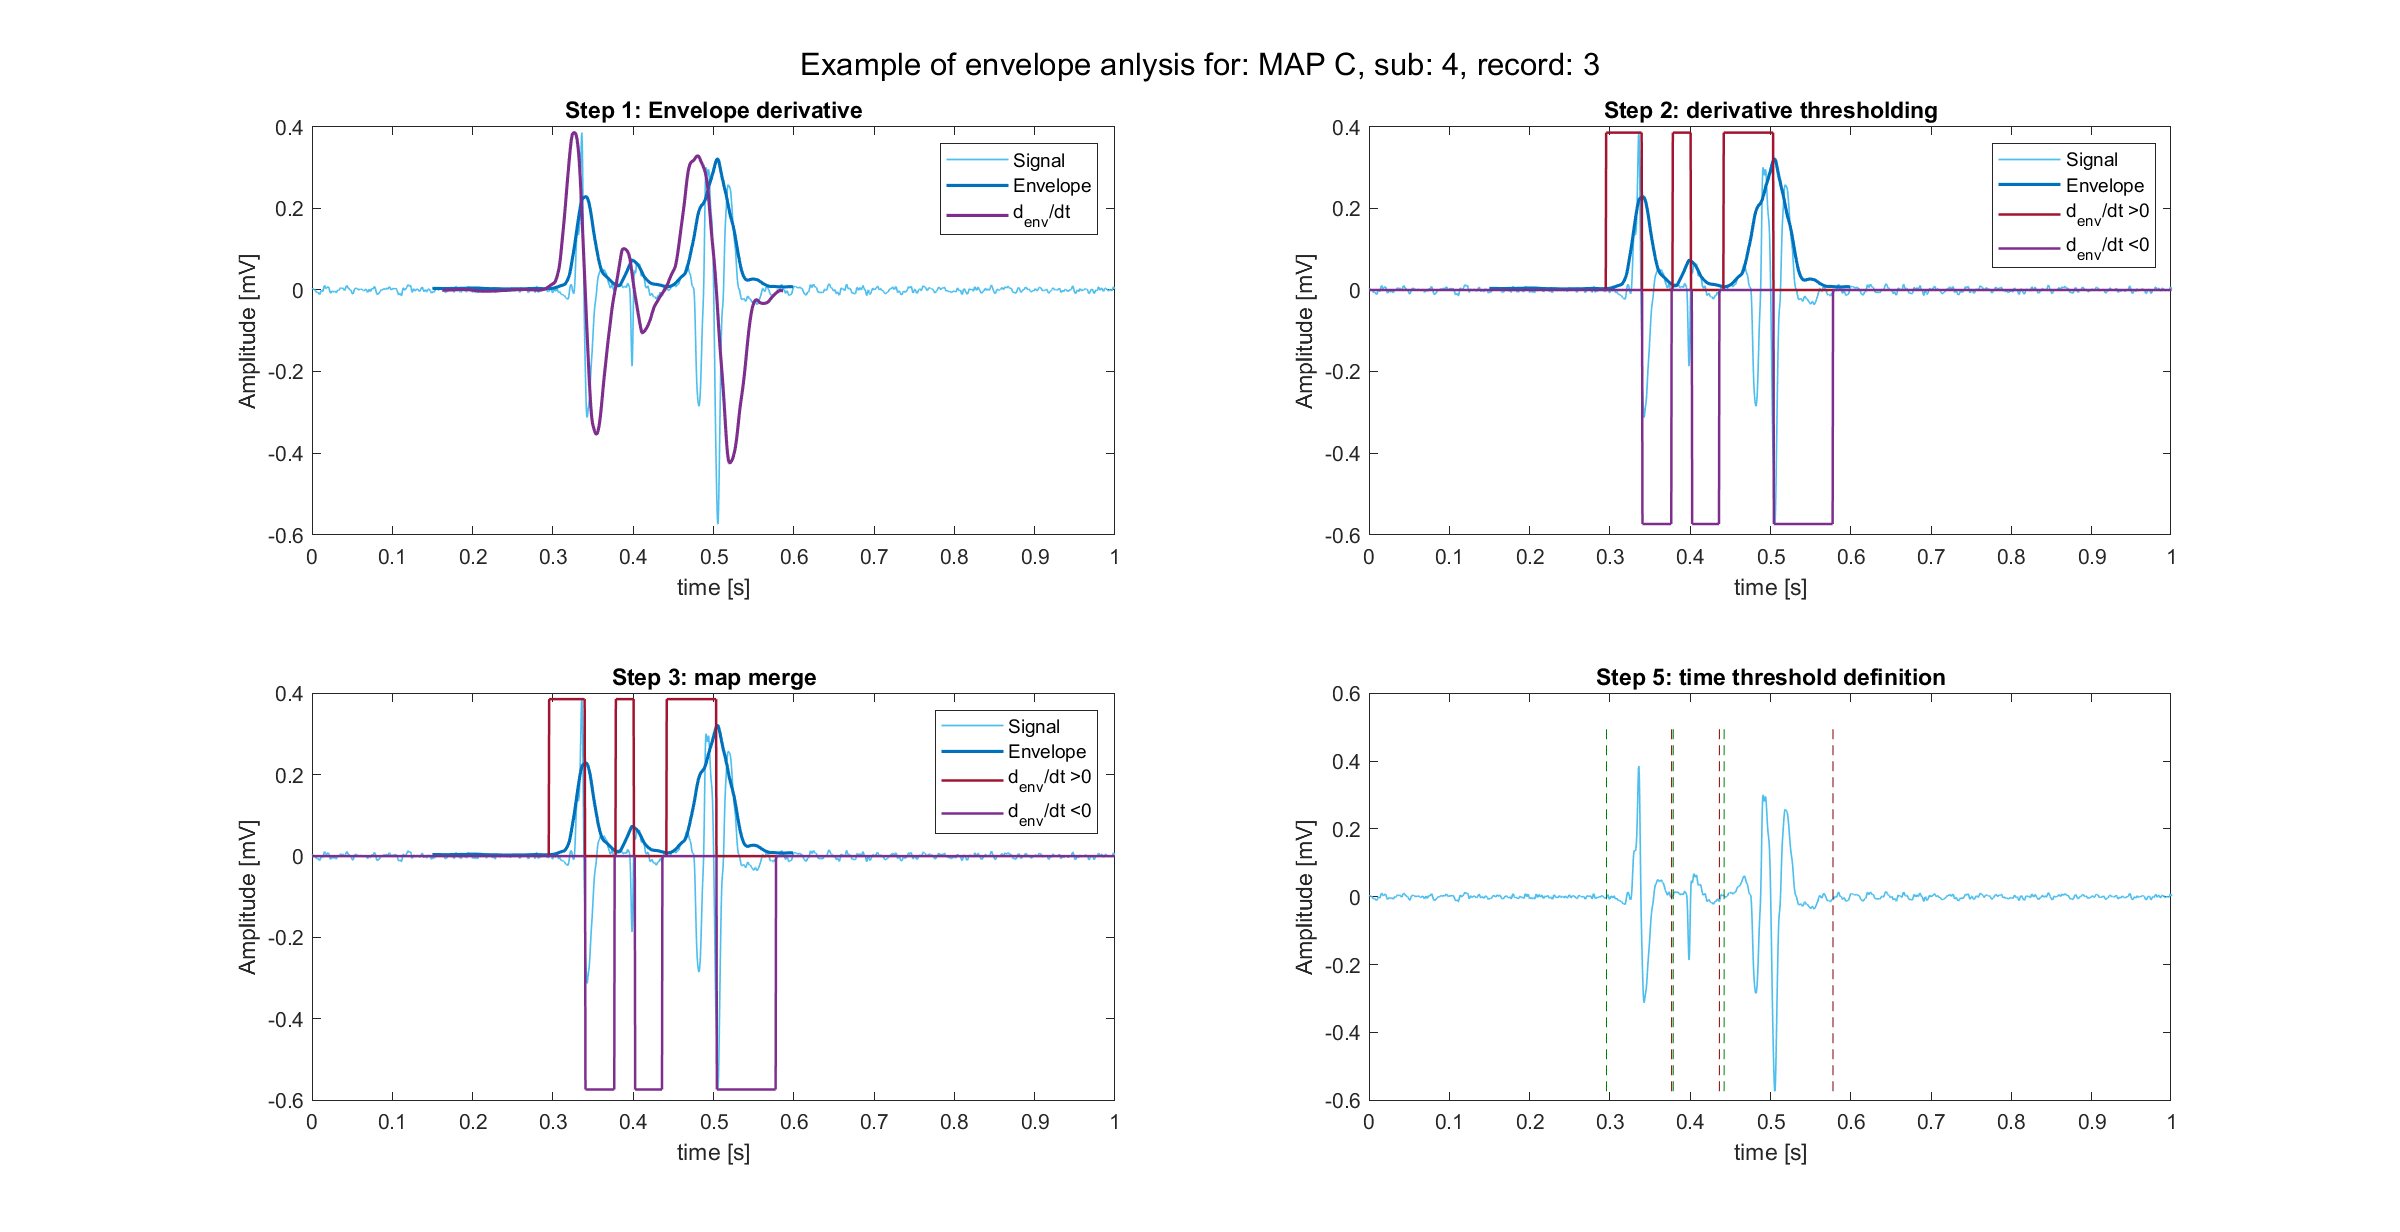 Example of envelope anlysis for: MAP C, sub: 4, record: 3
Step 1: Envelope derivative
0.4
0.2
0
-0.2
-0.4
-0.6
Amplitude [mV]
0 0.1 0.2 0.3 0.4 0.5 0.6 0.7 0.8 0.9 1
time [s]
Signal
Envelope
d_env/dt
Step 2: derivative thresholding
0.4
0.2
0
-0.2
-0.4
-0.6
Amplitude [mV]
0 0.1 0.2 0.3 0.4 0.5 0.6 0.7 0.8 0.9 1
time [s]
Signal
Envelope
d_env/dt >0
d_env/dt <0
Step 3: map merge
0.4
0.2
0
-0.2
-0.4
-0.6
Amplitude [mV]
0 0.1 0.2 0.3 0.4 0.5 0.6 0.7 0.8 0.9 1
time [s]
Signal
Envelope
d_env/dt >0
d_env/dt <0
Step 5: time threshold definition
0.6
0.4
0.2
0
-0.2
-0.4
-0.6
Amplitude [mV]
0 0.1 0.2 0.3 0.4 0.5 0.6 0.7 0.8 0.9 1
time [s]